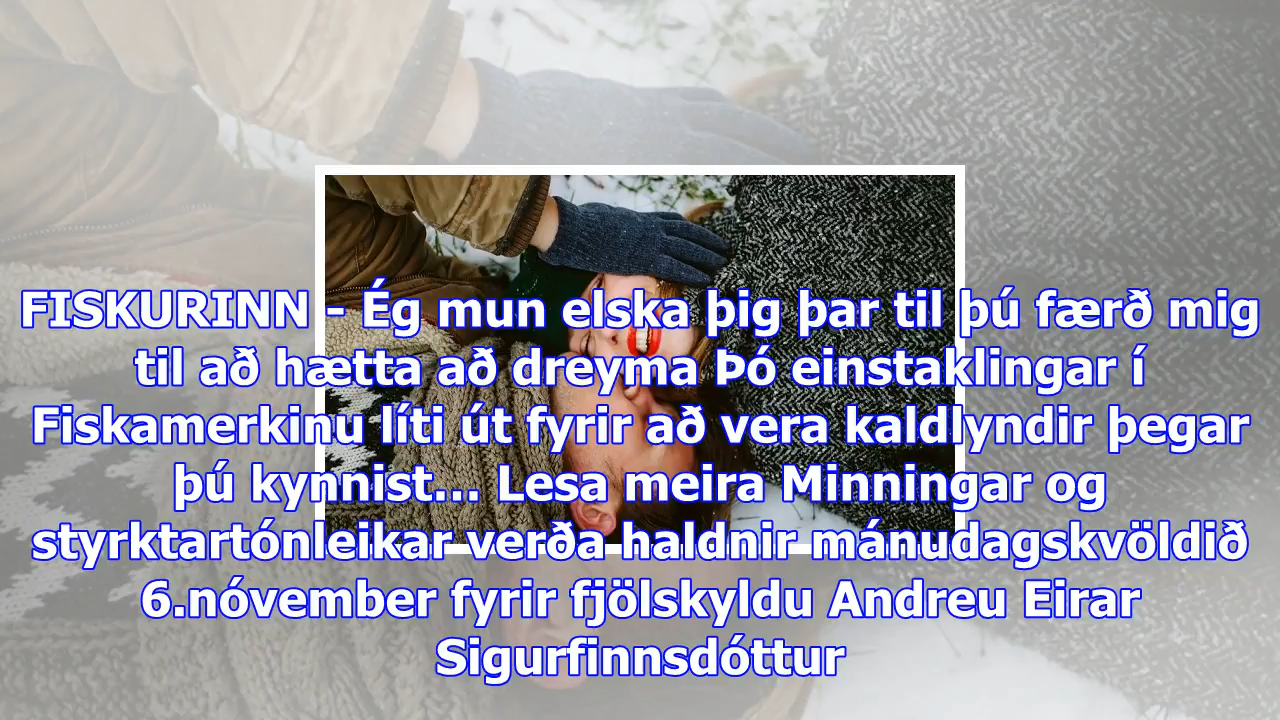 FISKURINN - Ég mun elska þig þar til þú færð mig
til að hætta að dreyma Þó einstaklingar í
Fiskamerkinu líti út fyrir að vera kaldlyndir þegar
þú kynnist... Lesa meira Minningar og
styrktartónleikar verða haldnir mánudagskvöldið
6.nóvember fyrir fjölskyldu Andreu Eirar
Sigurfinnsdóttur